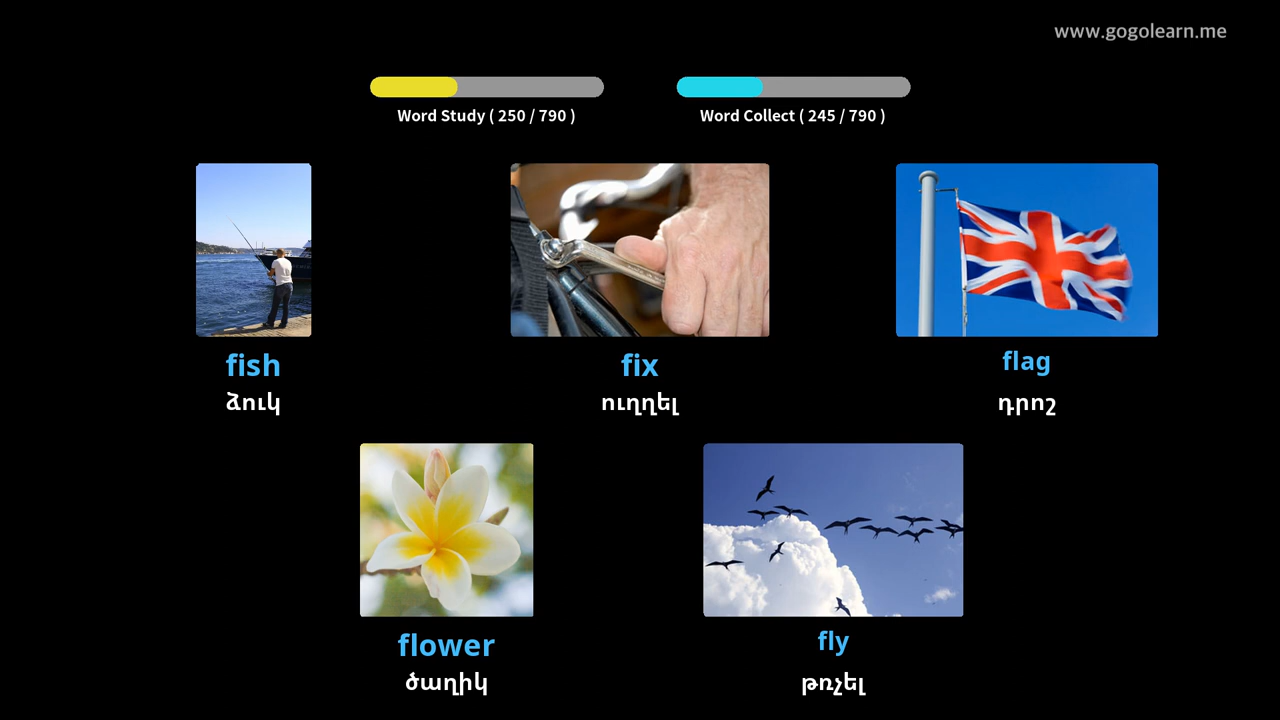 www.gogolearn.me
Word Study ( 250 / 790 )
Word Collect ( 245 / 790 )
fish
ձուկ
fix
ուղղել
flag
դրոշ
flower
ծաղիկ
fly
թռչել